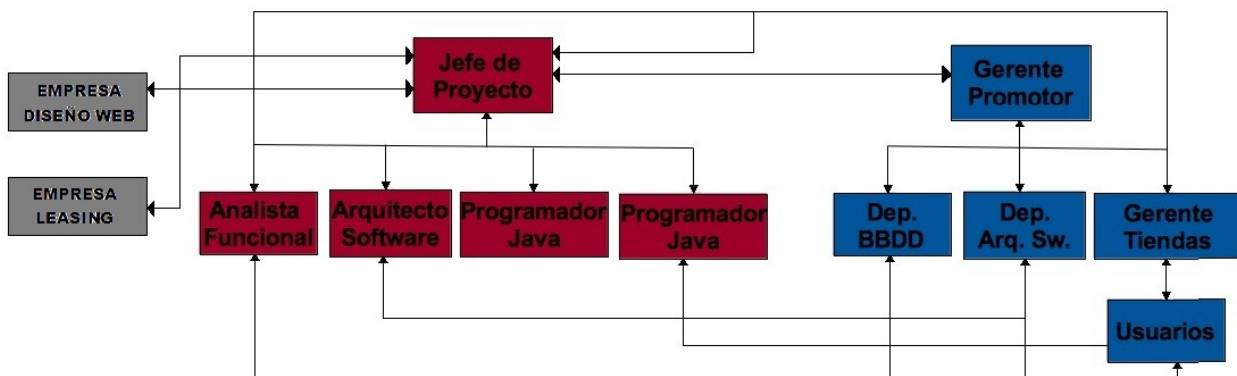 Jefe de
Proyecto
Gerente
Promotor
EMPRESA
DISEÑO WEB
EMPRESA
LEASING
Analista
Funcional
Arquitecto
Software
Programador
Java
Programador
Java
Dep.
BBDD
Dep.
Arq. Sw.
Gerente
Tiendas
Usuarios